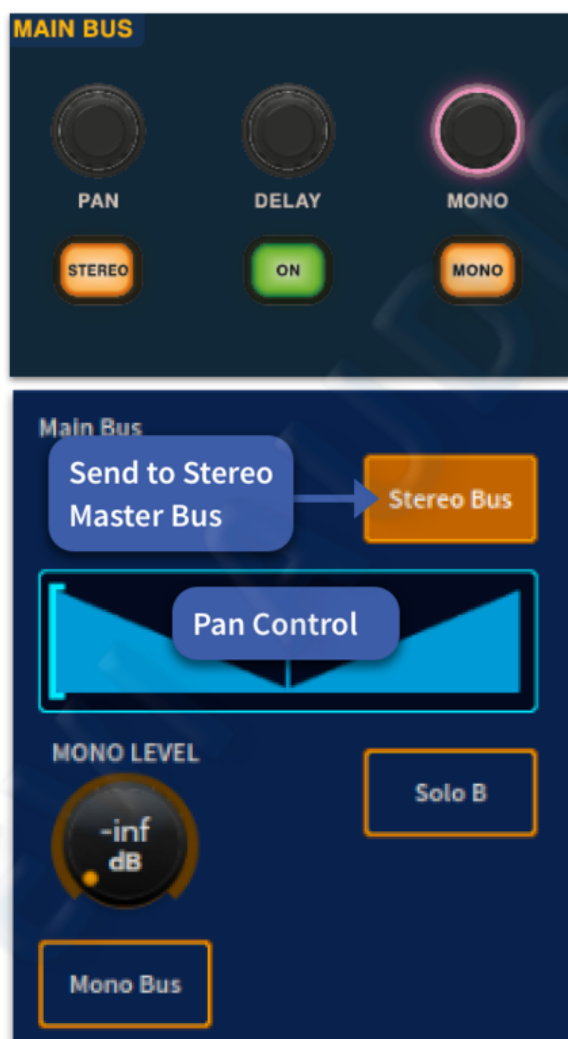 MAIN BUS
PAN DELAY MONO
STEREO ON MONO
Main Bus
Send to Stereo
Master Bus
Stereo Bus
Pan Control
MONO LEVEL
-inf
dB
Solo B
Mono Bus